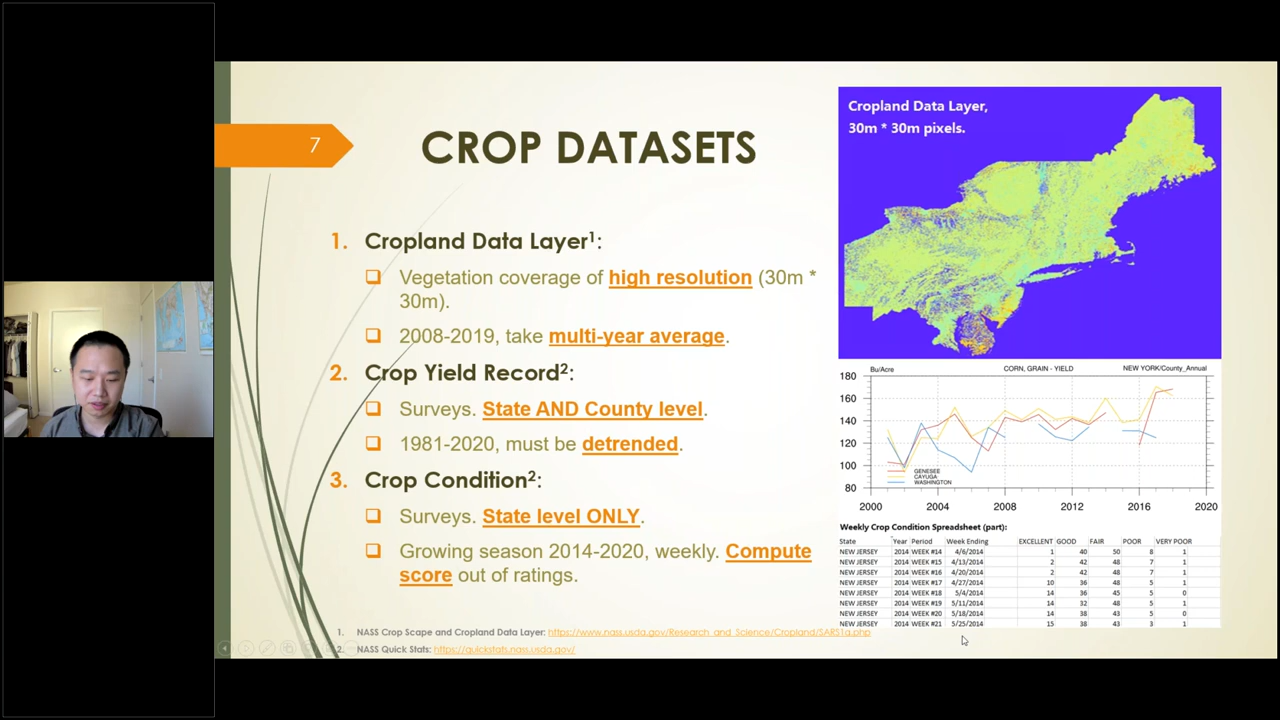 7
CROP DATASETS
1. Cropland Data Layer¹:
Vegetation coverage of high resolution (30m *
30m).
2008-2019, take multi-year average.
2. Crop Yield Record²:
Surveys. State AND County level.
1981-2020, must be detrended.
3. Crop Condition²:
Surveys. State level ONLY.
Growing season 2014-2020, weekly. Compute
score out of ratings.
1. NASS Crop Scape and Cropland Data Layer: https://www.nass.usda.gov/Research_and_Science/Cropland/SARS1a.php
2. NASS Quick Stats: https://quickstats.nass.usda.gov/
Cropland Data Layer,
30m * 30m pixels.
Bu/Acre CORN, GRAIN - YIELD NEW YORK/County_Annual
180
160
140
120
100
80
GENESEE
CAYUGA
WASHINGTON
2000 2004 2008 2012 2016 2020
Weekly Crop Condition Spreadsheet (part):
State Year Period Week Ending EXCELLENT GOOD FAIR POOR VERY POOR
NEW JERSEY 2014 WEEK #14 4/6/2014 1 40 50 8 1
NEW JERSEY 2014 WEEK #15 4/13/2014 2 42 48 7 1
NEW JERSEY 2014 WEEK #16 4/20/2014 2 42 48 7 1
NEW JERSEY 2014 WEEK #17 4/27/2014 10 36 48 5 1
NEW JERSEY 2014 WEEK #18 5/4/2014 14 36 45 5 0
NEW JERSEY 2014 WEEK #19 5/11/2014 14 32 48 5 1
NEW JERSEY 2014 WEEK #20 5/18/2014 14 38 43 5 0
NEW JERSEY 2014 WEEK #21 5/25/2014 15 38 43 3 1